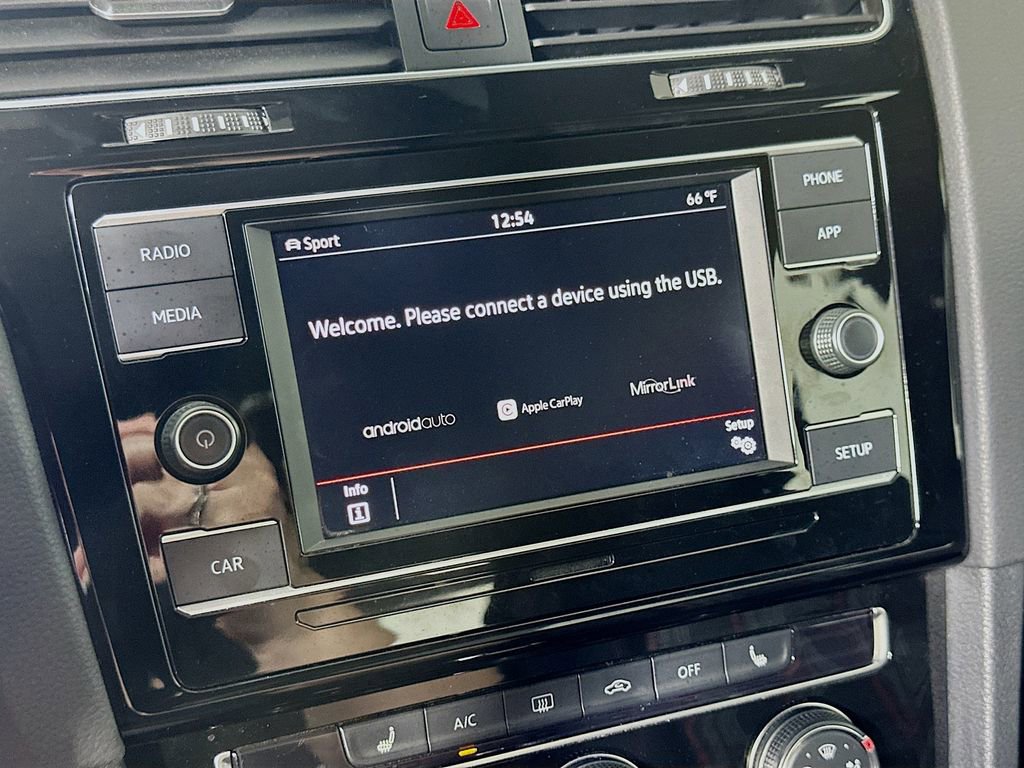 RADIO
MEDIA
CAR
PHONE
APP
SETUP
Sport
12:54
66 °F
Welcome. Please connect a device using the USB.
androidauto
Apple CarPlay
MirrorLink
Setup
Info
i
A/C
OFF